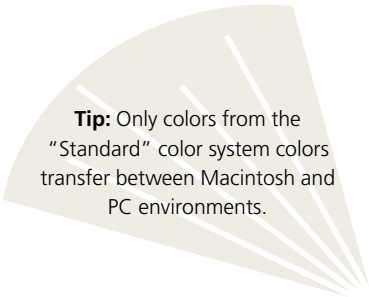 Tip: Only colors from the
“Standard” color system colors
transfer between Macintosh and
PC environments.